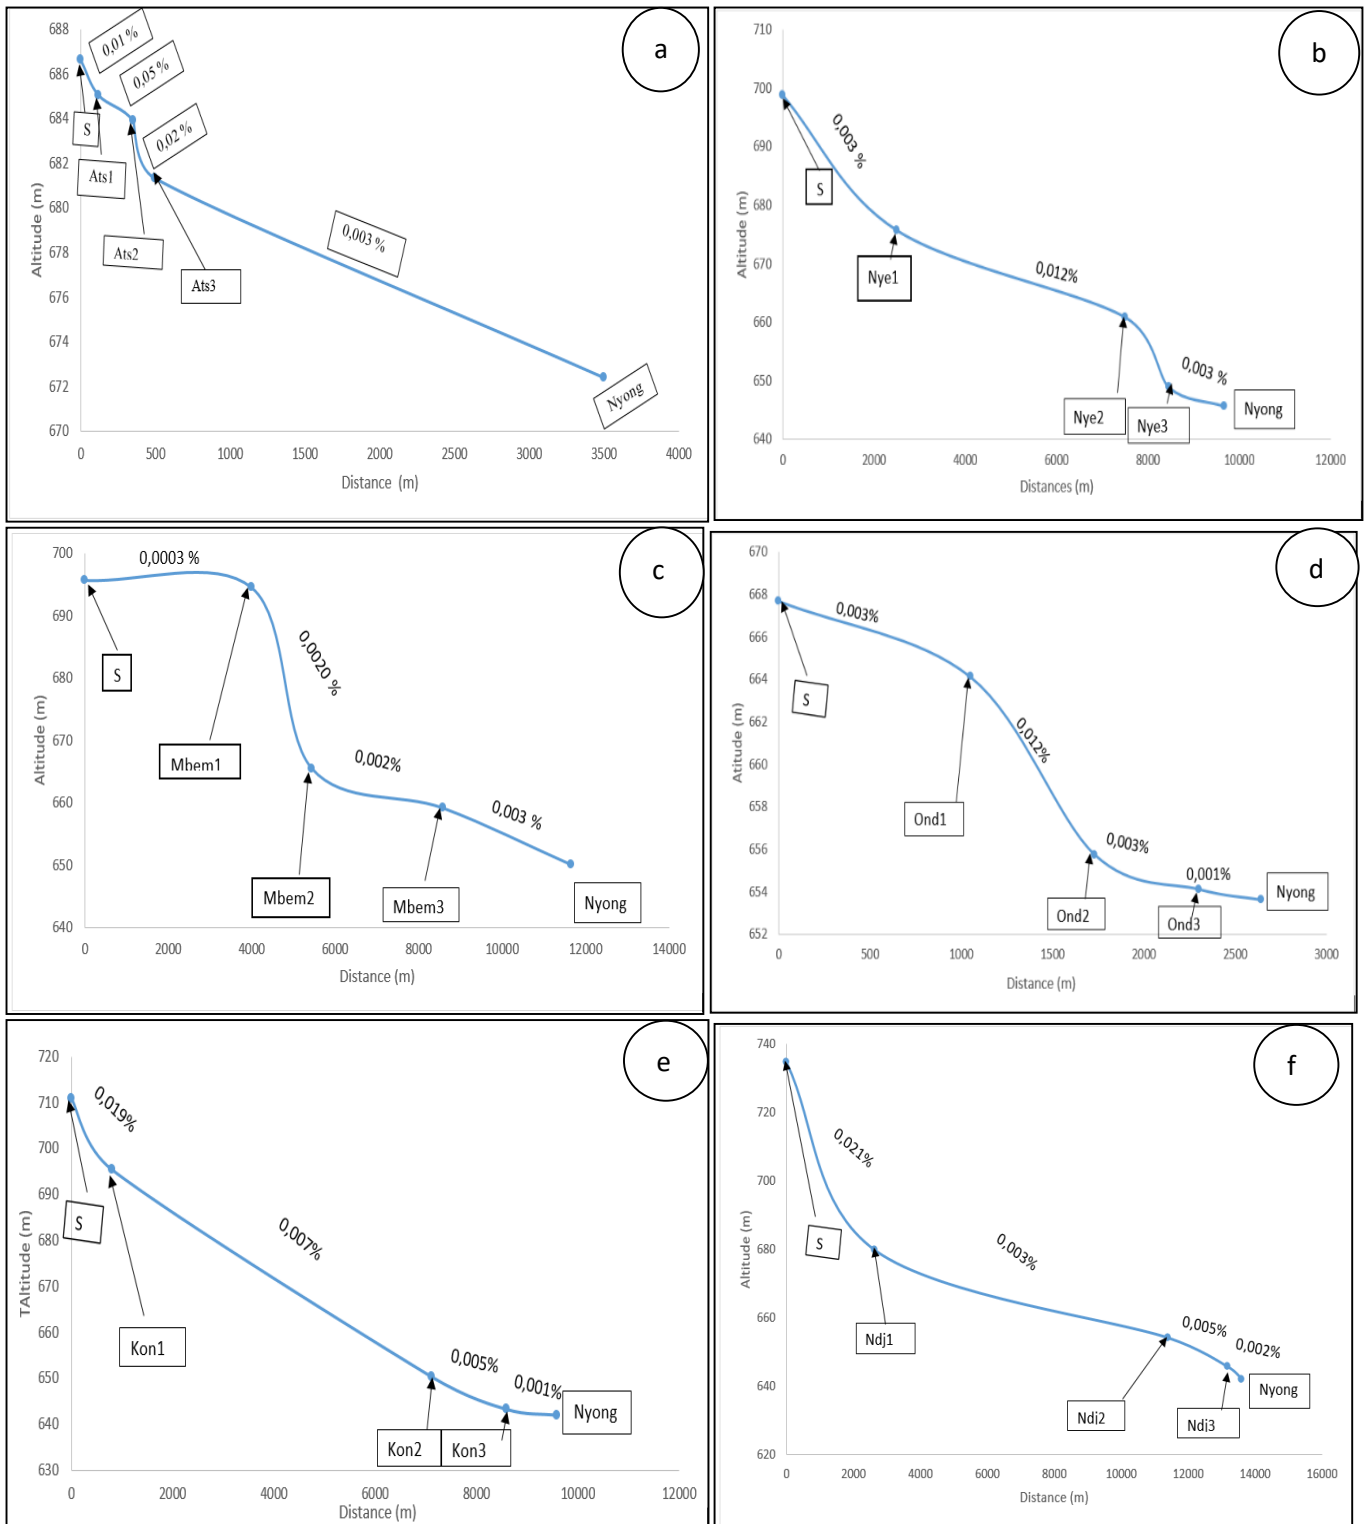 a
688
686
684
682
680
678
676
674
672
670
Altitude (m)
0,01 %
0,05 %
0,02 %
0,003 %
S
Ats1
Ats2
Ats3
Nyong
0 500 1000 1500 2000 2500 3000 3500 4000
Distance (m)
b
710
700
690
680
670
660
650
640
Altitude (m)
0,003 %
0,012%
0,003 %
S
Nye1
Nye2
Nye3
Nyong
0 2000 4000 6000 8000 10000 12000
Distances (m)
c
700
690
680
670
660
650
640
Altitude (m)
0,0003 %
0,0020 %
0,002%
0,003 %
S
Mbem1
Mbem2
Mbem3
Nyong
0 2000 4000 6000 8000 10000 12000 14000
Distance (m)
d
670
668
666
664
662
660
658
656
654
652
Atitude (m)
0,003%
0,012%
0,003%
0,001%
S
Ond1
Ond2
Ond3
Nyong
0 500 1000 1500 2000 2500 3000
Distance (m)
e
720
710
700
690
680
670
660
650
640
630
TAltitude (m)
0,019%
0,007%
0,005%
0,001%
S
Kon1
Kon2
Kon3
Nyong
0 2000 4000 6000 8000 10000 12000
Distance (m)
f
740
720
700
680
660
640
620
Altitude (m)
0,021%
0,003%
0,005%
0,002%
S
Ndj1
Ndj2
Ndj3
Nyong
0 2000 4000 6000 8000 10000 12000 14000 16000
Distance (m)